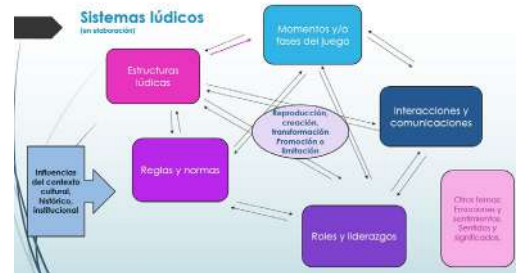 Sistemas lúdicos
(en elaboración)
Momentos y/o
fases del juego
Estructuras
lúdicas
Reproducción,
creación,
transformación
Promoción o
limitación
Interacciones y
comunicaciones
Influencias
del contexto
cultural,
histórico,
institucional
Reglas y normas
Roles y liderazgos
Otros temas:
Emociones y
sentimientos.
Sentidos y
significados.